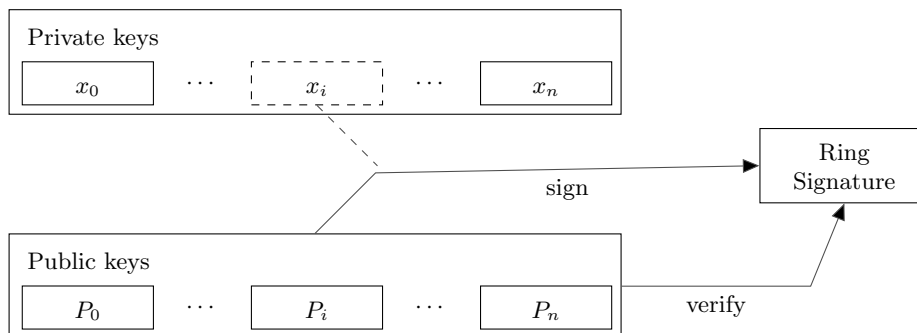 Private keys
x_0 ⋯ x_i ⋯ x_n
Ring
Signature
sign
Public keys
P_0 ⋯ P_i ⋯ P_n
verify